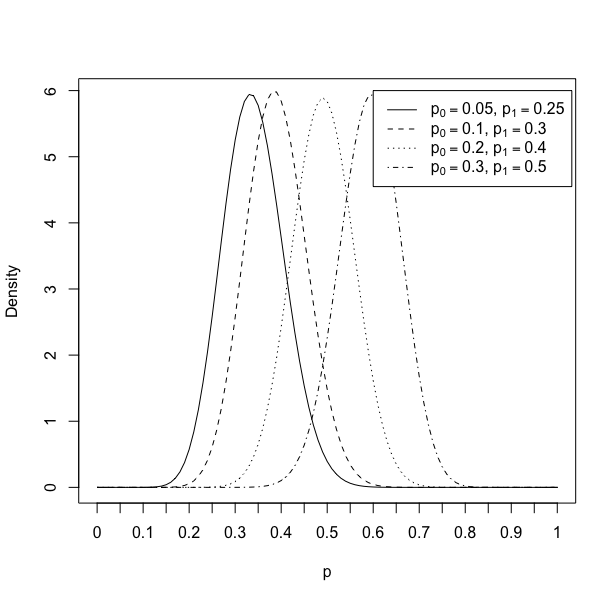 p₀ = 0.05, p₁ = 0.25
p₀ = 0.1, p₁ = 0.3
p₀ = 0.2, p₁ = 0.4
p₀ = 0.3, p₁ = 0.5
6
5
4
3
2
1
0
Density
0 0.1 0.2 0.3 0.4 0.5 0.6 0.7 0.8 0.9 1
p